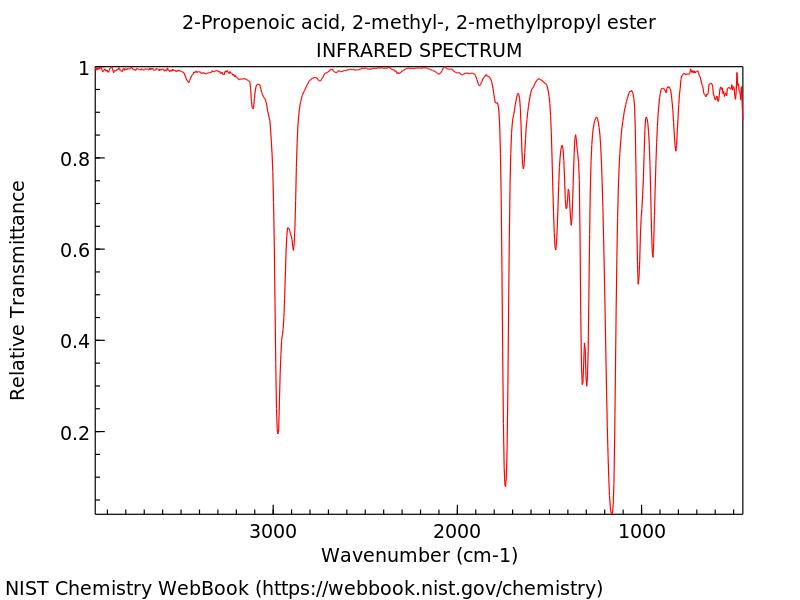 2-Propenoic acid, 2-methyl-, 2-methylpropyl ester
INFRARED SPECTRUM
1
0.8
0.6
0.4
0.2
Relative Transmittance
3000 2000 1000
Wavenumber (cm-1)
NIST Chemistry WebBook (https://webbook.nist.gov/chemistry)